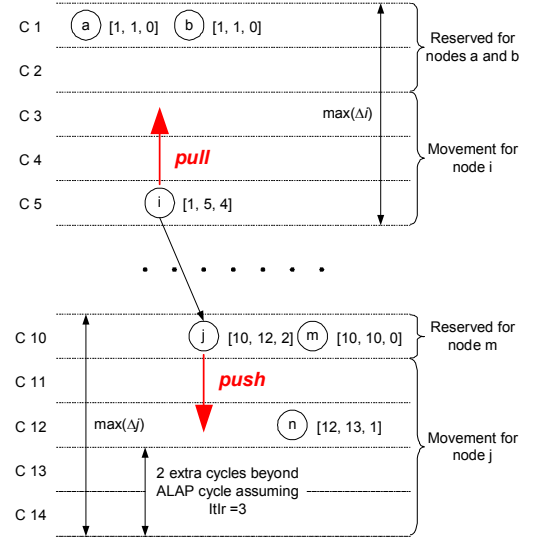 C 1 a [1, 1, 0] b [1, 1, 0]
Reserved for
nodes a and b
C 2
C 3
max(Δi)
C 4
pull
Movement for
node i
C 5 i [1, 5, 4]
. . . . . . .
C 10 j [10, 12, 2] m [10, 10, 0]
Reserved for
node m
C 11
push
C 12 n [12, 13, 1]
max(Δj)
Movement for
node j
C 13
2 extra cycles beyond
ALAP cycle assuming
ItIr =3
C 14